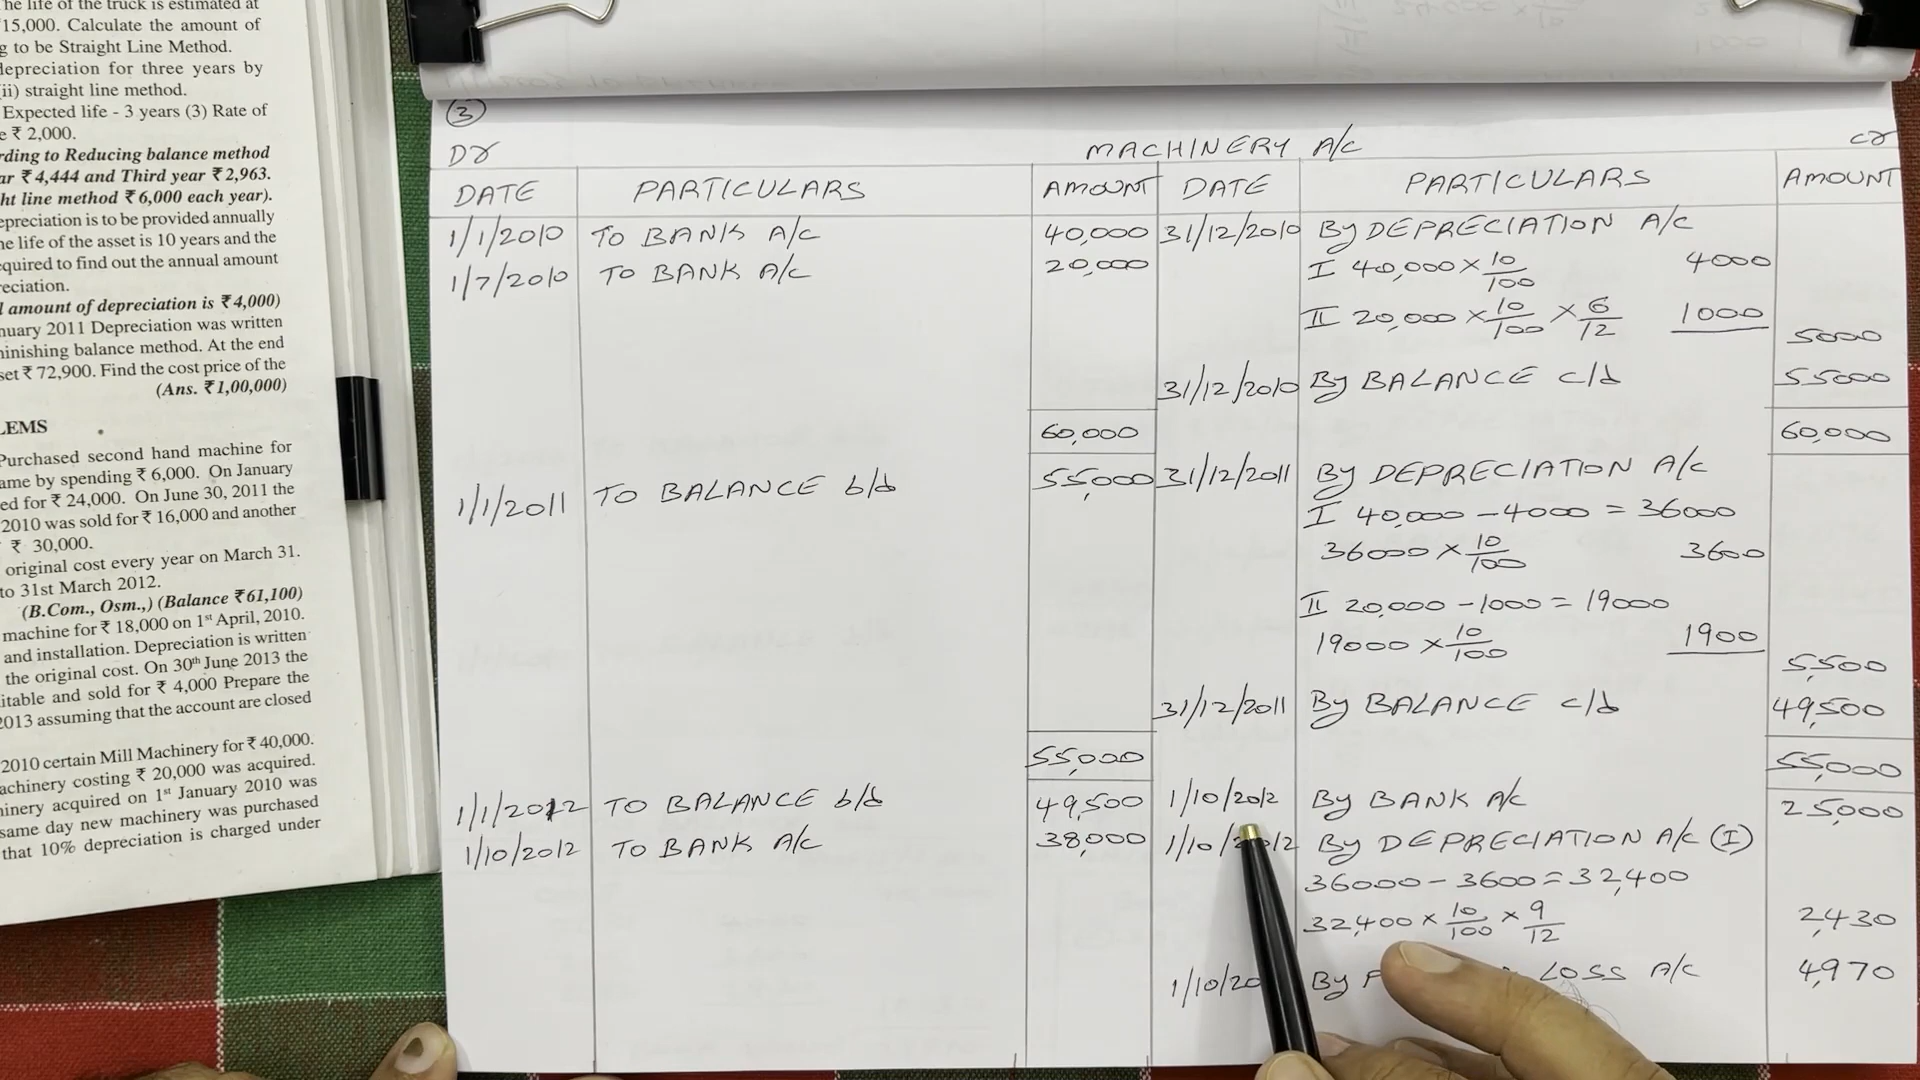 he life of the truck is estimated at
15,000. Calculate the amount of
g to be Straight Line Method.
depreciation for three years by
(ii) straight line method.
Expected life - 3 years (3) Rate of
e ₹ 2,000.
rding to Reducing balance method
ar ₹ 4,444 and Third year ₹ 2,963.
ht line method ₹ 6,000 each year).
epreciation is to be provided annually
he life of the asset is 10 years and the
equired to find out the annual amount
reciation.
l amount of depreciation is ₹ 4,000)
nuary 2011 Depreciation was written
minishing balance method. At the end
set ₹ 72,900. Find the cost price of the
(Ans. ₹ 1,00,000)
LEMS
Purchased second hand machine for
ame by spending ₹ 6,000. On January
ed for ₹ 24,000. On June 30, 2011 the
2010 was sold for ₹ 16,000 and another
₹ 30,000.
original cost every year on March 31.
to 31st March 2012.
(B.Com., Osm.,) (Balance ₹ 61,100)
machine for ₹ 18,000 on 1st April, 2010.
and installation. Depreciation is written
the original cost. On 30th June 2013 the
itable and sold for ₹ 4,000 Prepare the
2013 assuming that the account are closed
2010 certain Mill Machinery for ₹ 40,000.
achinery costing ₹ 20,000 was acquired.
hinery acquired on 1st January 2010 was
same day new machinery was purchased
that 10% depreciation is charged under
3
Dr MACHINERY A/c Cr
DATE PARTICULARS AMOUNT DATE PARTICULARS AMOUNT
1/1/2010 TO BANK A/c 40,000 31/12/2010 By DEPRECIATION A/c
1/7/2010 TO BANK A/c 20,000 I 40,000 × 10/100 4000
II 20,000 × 10/100 × 6/12 1000
5000
31/12/2010 By BALANCE c/d 55000
60,000 60,000
1/1/2011 TO BALANCE b/d 55,000 31/12/2011 By DEPRECIATION A/c
I 40,000 - 4000 = 36000
36000 × 10/100 3600
II 20,000 - 1000 = 19000
19000 × 10/100 1900
5,500
31/12/2011 By BALANCE c/d 49,500
55,000 55,000
1/1/2012 TO BALANCE b/d 49,500 1/10/2012 By BANK A/c 25,000
1/10/2012 TO BANK A/c 38,000 1/10/2012 By DEPRECIATION A/c (I)
36000 - 3600 = 32,400
32,400 × 10/100 × 9/12 2,430
1/10/20 By LOSS A/c 4,970